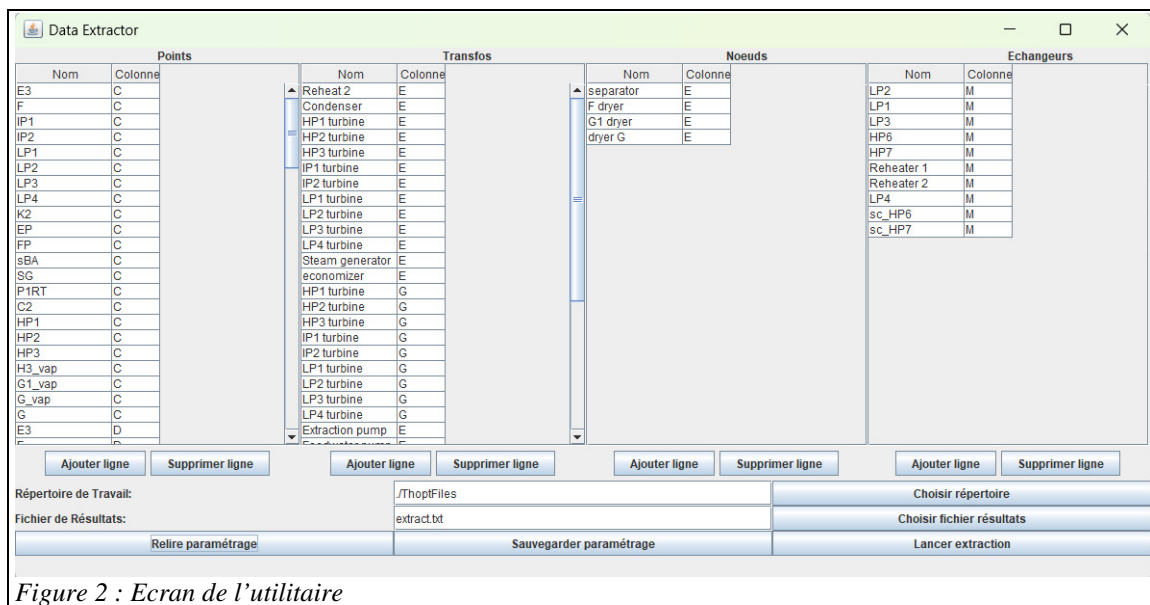 Data Extractor
Points Transfos Noeuds Echangeurs
Nom Colonne Nom Colonne Nom Colonne Nom Colonne
E3 C Reheat 2 E separator E LP2 M
F C Condenser E F dryer E LP1 M
IP1 C HP1 turbine E G1 dryer E LP3 M
IP2 C HP2 turbine E dryer G E HP6 M
LP1 C HP3 turbine E HP7 M
LP2 C IP1 turbine E Reheater 1 M
LP3 C IP2 turbine E Reheater 2 M
LP4 C LP1 turbine E LP4 M
K2 C LP2 turbine E sc_HP6 M
EP C LP3 turbine E sc_HP7 M
FP C LP4 turbine E
sBA C Steam generator E
SG C economizer E
P1RT C HP1 turbine G
C2 C HP2 turbine G
HP1 C HP3 turbine G
HP2 C IP1 turbine G
HP3 C IP2 turbine G
H3_vap C LP1 turbine G
G1_vap C LP2 turbine G
G_vap C LP3 turbine G
G C LP4 turbine G
E3 D Extraction pump E
Ajouter ligne Supprimer ligne Ajouter ligne Supprimer ligne Ajouter ligne Supprimer ligne Ajouter ligne Supprimer ligne
Répertoire de Travail: ./ThoptFiles Choisir répertoire
Fichier de Résultats: extract.txt Choisir fichier résultats
Relire paramétrage Sauvegarder paramétrage Lancer extraction
Figure 2 : Ecran de l'utilitaire